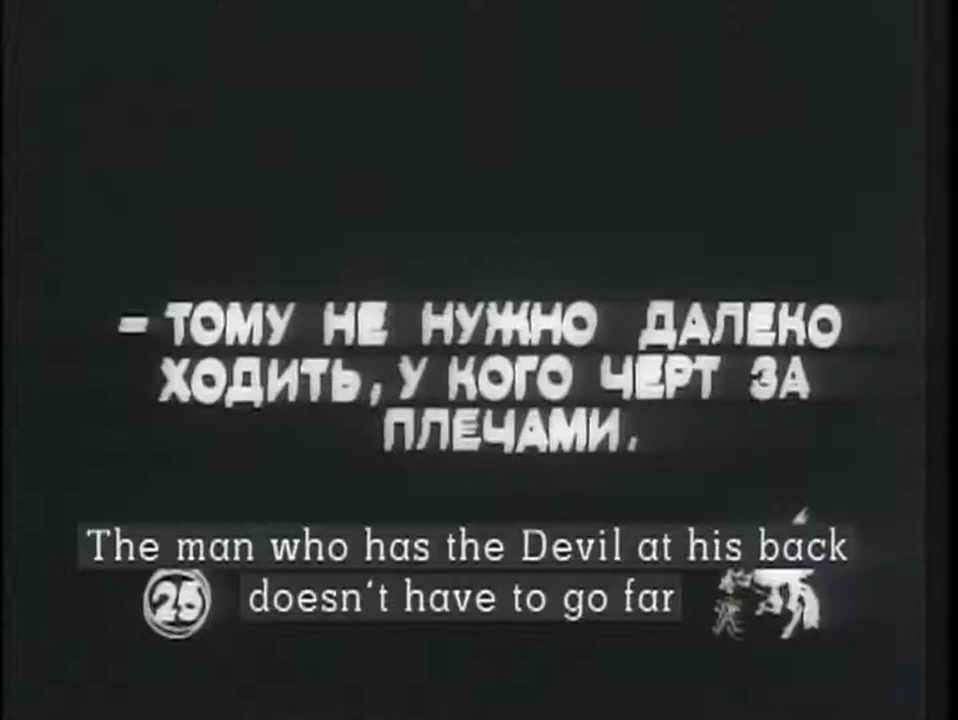 - ТОМУ НЕ НУЖНО ДАЛЕКО
ХОДИТЬ, У КОГО ЧЕРТ ЗА
ПЛЕЧАМИ.
The man who has the Devil at his back
25 doesn't have to go far